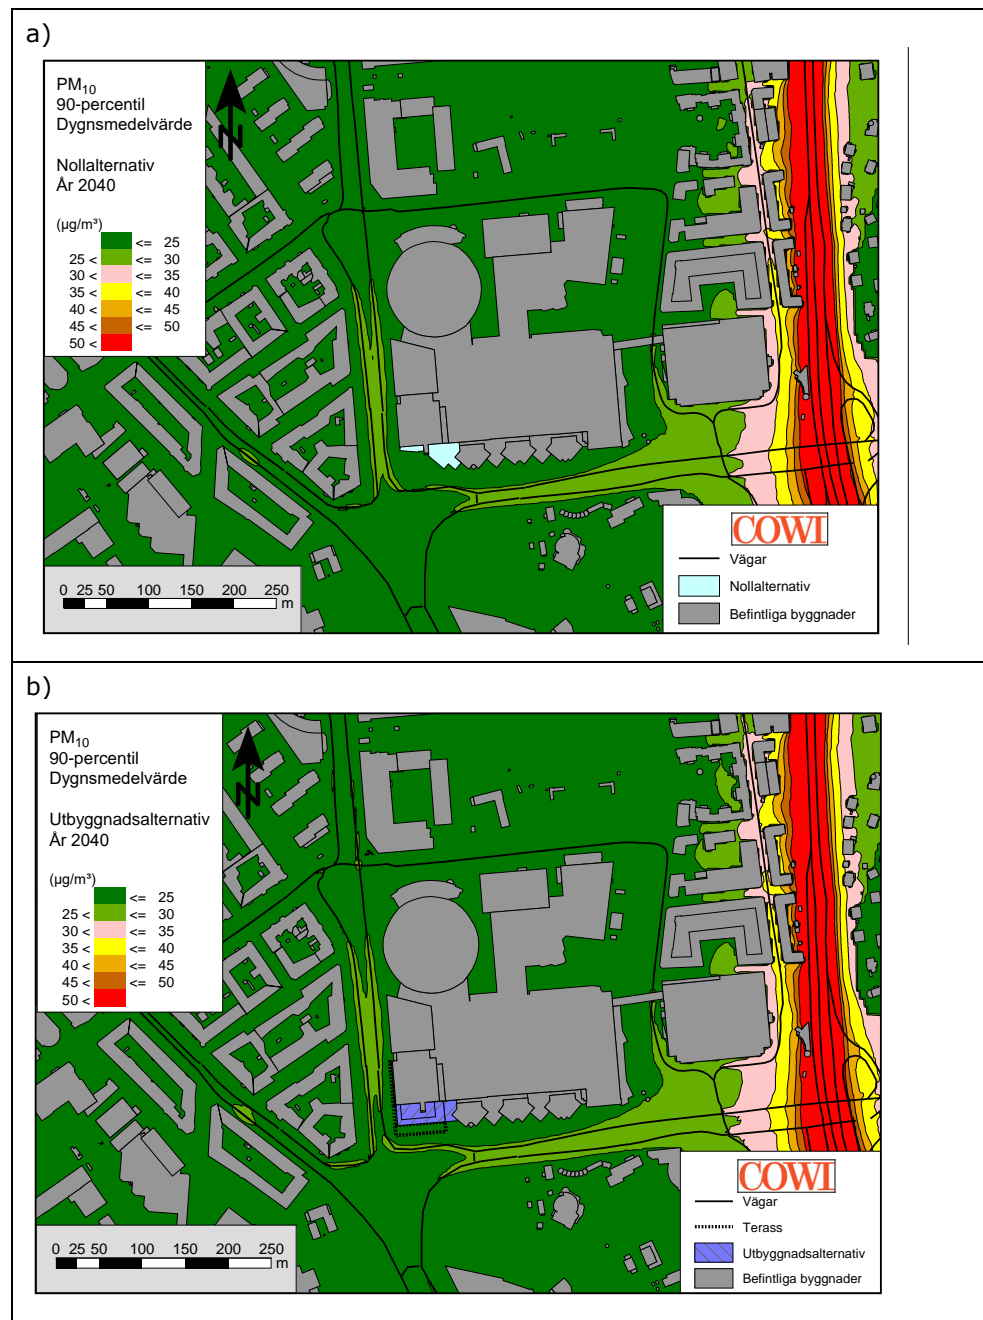 a)
PM10
90-percentil
Dygnsmedelvärde
Nollalternativ
År 2040
(µg/m³)
<= 25
25 < <= 30
30 < <= 35
35 < <= 40
40 < <= 45
45 < <= 50
50 <
N
0 25 50 100 150 200 250 m
COWI
Vägar
Nollalternativ
Befintliga byggnader
b)
PM10
90-percentil
Dygnsmedelvärde
Utbyggnadsalternativ
År 2040
(µg/m³)
<= 25
25 < <= 30
30 < <= 35
35 < <= 40
40 < <= 45
45 < <= 50
50 <
N
0 25 50 100 150 200 250 m
COWI
Vägar
Terass
Utbyggnadsalternativ
Befintliga byggnader